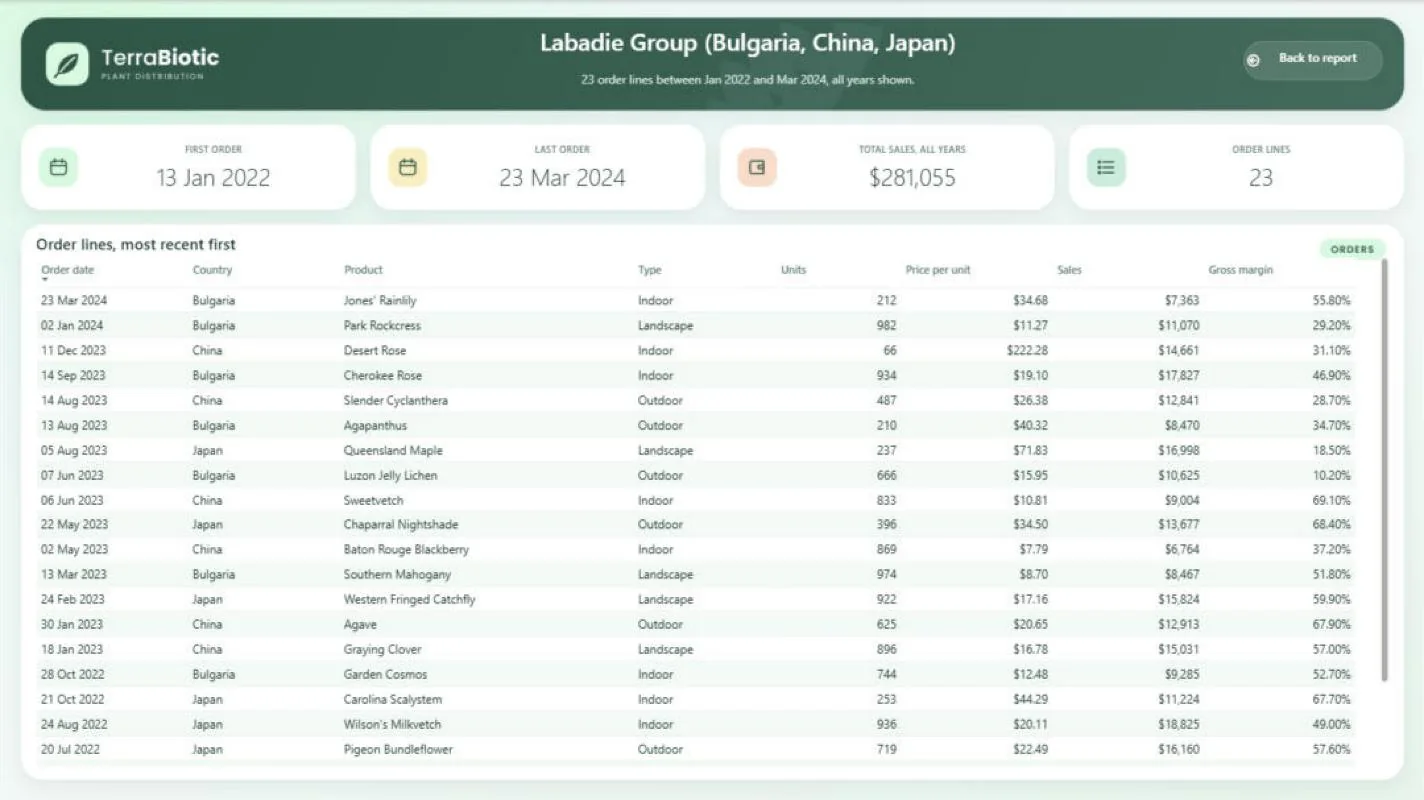 TerraBiotic
PLANT DISTRIBUTION
Labadie Group (Bulgaria, China, Japan)
23 order lines between Jan 2022 and Mar 2024, all years shown.
Back to report
FIRST ORDER
13 Jan 2022
LAST ORDER
23 Mar 2024
TOTAL SALES, ALL YEARS
$281,055
ORDER LINES
23
Order lines, most recent first
ORDERS
Order date Country Product Type Units Price per unit Sales Gross margin
23 Mar 2024 Bulgaria Jones' Rainlily Indoor 212 $34.68 $7,363 55.80%
02 Jan 2024 Bulgaria Park Rockcress Landscape 982 $11.27 $11,070 29.20%
11 Dec 2023 China Desert Rose Indoor 66 $222.28 $14,661 31.10%
14 Sep 2023 Bulgaria Cherokee Rose Indoor 934 $19.10 $17,827 46.90%
14 Aug 2023 China Slender Cyclanthera Outdoor 487 $26.38 $12,841 28.70%
13 Aug 2023 Bulgaria Agapanthus Outdoor 210 $40.32 $8,470 34.70%
05 Aug 2023 Japan Queensland Maple Landscape 237 $71.83 $16,998 18.50%
07 Jun 2023 Bulgaria Luzon Jelly Lichen Outdoor 666 $15.95 $10,625 10.20%
06 Jun 2023 China Sweetvetch Indoor 833 $10.81 $9,004 69.10%
22 May 2023 Japan Chaparral Nightshade Outdoor 396 $34.50 $13,677 68.40%
02 May 2023 China Baton Rouge Blackberry Indoor 869 $7.79 $6,764 37.20%
13 Mar 2023 Bulgaria Southern Mahogany Landscape 974 $8.70 $8,467 51.80%
24 Feb 2023 Japan Western Fringed Catchfly Landscape 922 $17.16 $15,824 59.90%
30 Jan 2023 China Agave Outdoor 625 $20.65 $12,913 67.90%
18 Jan 2023 China Graying Clover Landscape 896 $16.78 $15,031 57.00%
28 Oct 2022 Bulgaria Garden Cosmos Indoor 744 $12.48 $9,285 52.70%
21 Oct 2022 Japan Carolina Scalystem Indoor 253 $44.29 $11,224 67.70%
24 Aug 2022 Japan Wilson's Milkvetch Indoor 936 $20.11 $18,825 49.00%
20 Jul 2022 Japan Pigeon Bundleflower Outdoor 719 $22.49 $16,160 57.60%